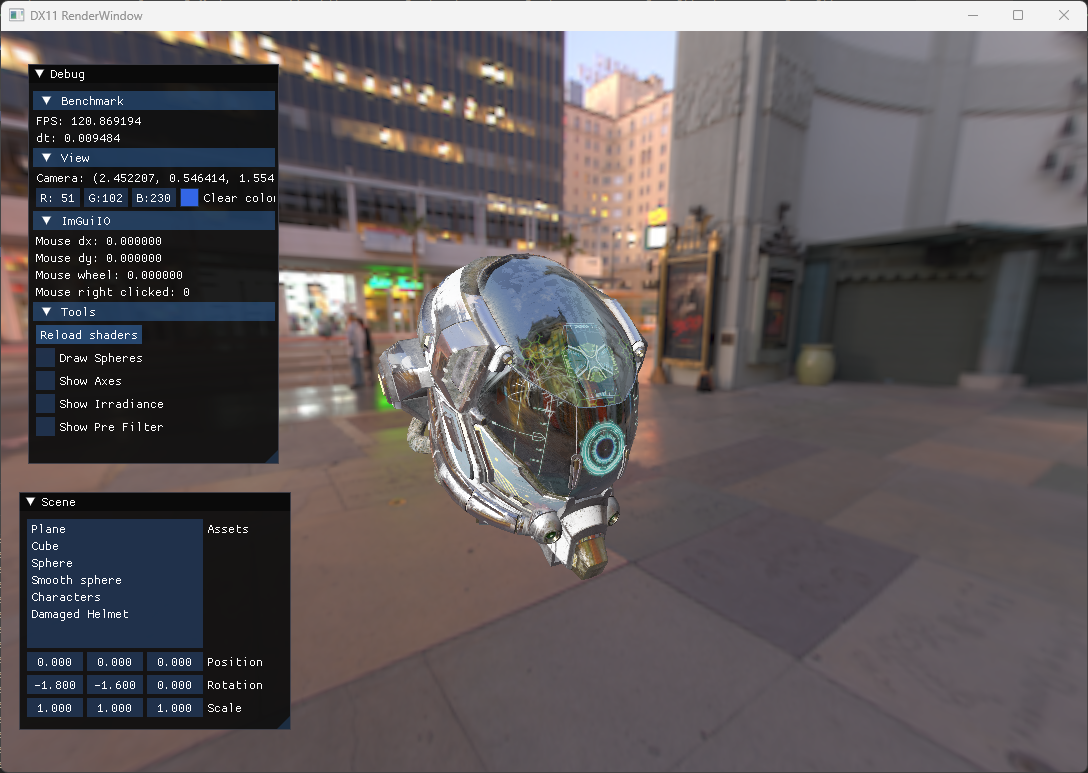 DX11 RenderWindow
Debug
Benchmark
FPS: 120.869194
dt: 0.009484
View
Camera: (2.452207, 0.546414, 1.554
R: 51 G:102 B:230 Clear color
ImGuiIO
Mouse dx: 0.000000
Mouse dy: 0.000000
Mouse wheel: 0.000000
Mouse right clicked: 0
Tools
Reload shaders
Draw Spheres
Show Axes
Show Irradiance
Show Pre Filter
Scene
Plane Assets
Cube
Sphere
Smooth sphere
Characters
Damaged Helmet
0.000 0.000 0.000 Position
-1.800 -1.600 0.000 Rotation
1.000 1.000 1.000 Scale